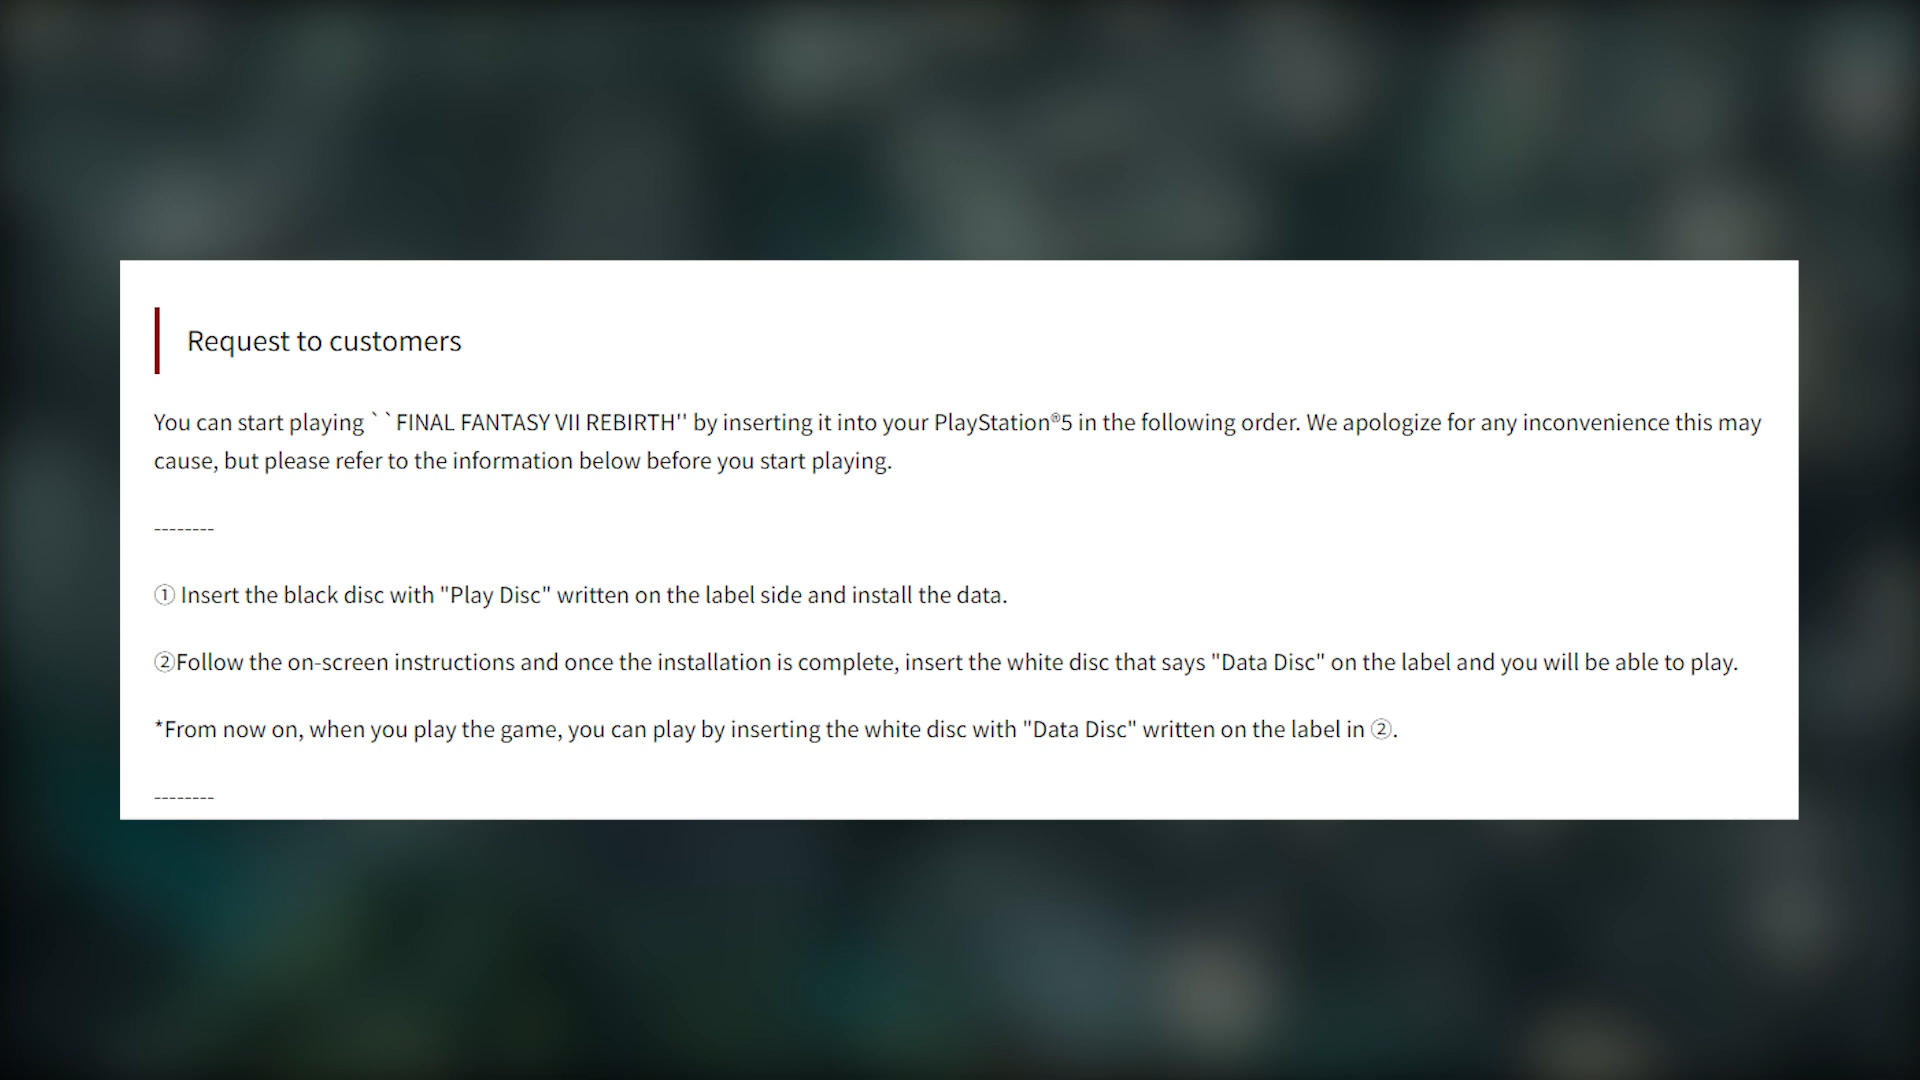 Request to customers
You can start playing ``FINAL FANTASY VII REBIRTH'' by inserting it into your PlayStation®5 in the following order. We apologize for any inconvenience this may
cause, but please refer to the information below before you start playing.
--------
① Insert the black disc with "Play Disc" written on the label side and install the data.
②Follow the on-screen instructions and once the installation is complete, insert the white disc that says "Data Disc" on the label and you will be able to play.
*From now on, when you play the game, you can play by inserting the white disc with "Data Disc" written on the label in ②.
--------